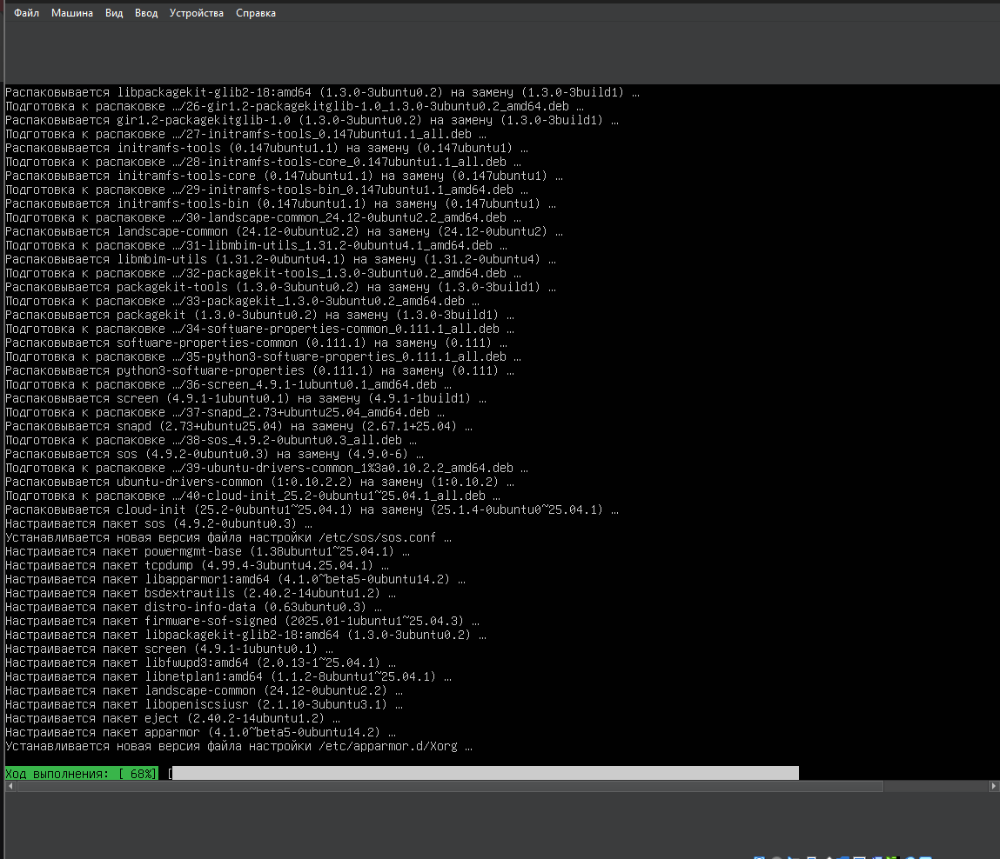 Файл Машина Вид Ввод Устройства Справка
Распаковывается libpackagekit-glib2-18:amd64 (1.3.0-3ubuntu0.2) на замену (1.3.0-3build1) …
Подготовка к распаковке …/26-gir1.2-packagekitglib-1.0_1.3.0-3ubuntu0.2_amd64.deb …
Распаковывается gir1.2-packagekitglib-1.0 (1.3.0-3ubuntu0.2) на замену (1.3.0-3build1) …
Подготовка к распаковке …/27-initramfs-tools_0.147ubuntu1.1_all.deb …
Распаковывается initramfs-tools (0.147ubuntu1.1) на замену (0.147ubuntu1) …
Подготовка к распаковке …/28-initramfs-tools-core_0.147ubuntu1.1_all.deb …
Распаковывается initramfs-tools-core (0.147ubuntu1.1) на замену (0.147ubuntu1) …
Подготовка к распаковке …/29-initramfs-tools-bin_0.147ubuntu1.1_amd64.deb …
Распаковывается initramfs-tools-bin (0.147ubuntu1.1) на замену (0.147ubuntu1) …
Подготовка к распаковке …/30-landscape-common_24.12-0ubuntu2.2_amd64.deb …
Распаковывается landscape-common (24.12-0ubuntu2.2) на замену (24.12-0ubuntu2) …
Подготовка к распаковке …/31-libmbim-utils_1.31.2-0ubuntu4.1_amd64.deb …
Распаковывается libmbim-utils (1.31.2-0ubuntu4.1) на замену (1.31.2-0ubuntu4) …
Подготовка к распаковке …/32-packagekit-tools_1.3.0-3ubuntu0.2_amd64.deb …
Распаковывается packagekit-tools (1.3.0-3ubuntu0.2) на замену (1.3.0-3build1) …
Подготовка к распаковке …/33-packagekit_1.3.0-3ubuntu0.2_amd64.deb …
Распаковывается packagekit (1.3.0-3ubuntu0.2) на замену (1.3.0-3build1) …
Подготовка к распаковке …/34-software-properties-common_0.111.1_all.deb …
Распаковывается software-properties-common (0.111.1) на замену (0.111) …
Подготовка к распаковке …/35-python3-software-properties_0.111.1_all.deb …
Распаковывается python3-software-properties (0.111.1) на замену (0.111) …
Подготовка к распаковке …/36-screen_4.9.1-1ubuntu0.1_amd64.deb …
Распаковывается screen (4.9.1-1ubuntu0.1) на замену (4.9.1-1build1) …
Подготовка к распаковке …/37-snapd_2.73+ubuntu25.04_amd64.deb …
Распаковывается snapd (2.73+ubuntu25.04) на замену (2.67.1+25.04) …
Подготовка к распаковке …/38-sos_4.9.2-0ubuntu0.3_all.deb …
Распаковывается sos (4.9.2-0ubuntu0.3) на замену (4.9.0-6) …
Подготовка к распаковке …/39-ubuntu-drivers-common_1%3a0.10.2.2_amd64.deb …
Распаковывается ubuntu-drivers-common (1:0.10.2.2) на замену (1:0.10.2) …
Подготовка к распаковке …/40-cloud-init_25.2-0ubuntu1~25.04.1_all.deb …
Распаковывается cloud-init (25.2-0ubuntu1~25.04.1) на замену (25.1.4-0ubuntu0~25.04.1) …
Настраивается пакет sos (4.9.2-0ubuntu0.3) …
Устанавливается новая версия файла настройки /etc/sos/sos.conf …
Настраивается пакет powermgmt-base (1.38ubuntu1~25.04.1) …
Настраивается пакет tcpdump (4.99.4-3ubuntu4.25.04.1) …
Настраивается пакет libapparmor1:amd64 (4.1.0~beta5-0ubuntu14.2) …
Настраивается пакет bsdextrautils (2.40.2-14ubuntu1.2) …
Настраивается пакет distro-info-data (0.63ubuntu0.3) …
Настраивается пакет firmware-sof-signed (2025.01-1ubuntu1~25.04.3) …
Настраивается пакет libpackagekit-glib2-18:amd64 (1.3.0-3ubuntu0.2) …
Настраивается пакет screen (4.9.1-1ubuntu0.1) …
Настраивается пакет libfwupd3:amd64 (2.0.13-1~25.04.1) …
Настраивается пакет libnetplan1:amd64 (1.1.2-8ubuntu1~25.04.1) …
Настраивается пакет landscape-common (24.12-0ubuntu2.2) …
Настраивается пакет libopeniscsiusr (2.1.10-3ubuntu3.1) …
Настраивается пакет eject (2.40.2-14ubuntu1.2) …
Настраивается пакет apparmor (4.1.0~beta5-0ubuntu14.2) …
Устанавливается новая версия файла настройки /etc/apparmor.d/Xorg …
Ход выполнения: [ 68%] [